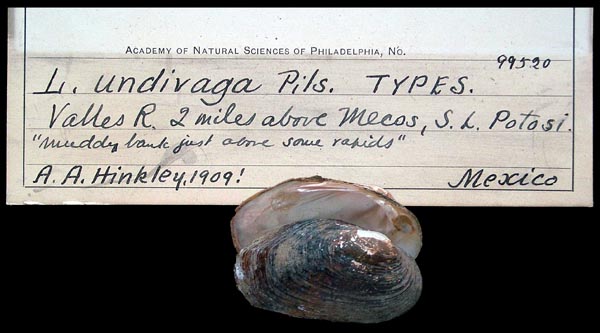 ACADEMY OF NATURAL SCIENCES OF PHILADELPHIA, NO.
99520
L. undivaga Pils. TYPES.
Valles R. 2 miles above Mecos, S. L. Potosi.
"muddy bank just above some rapids"
A. A. Hinkley, 1909! Mexico